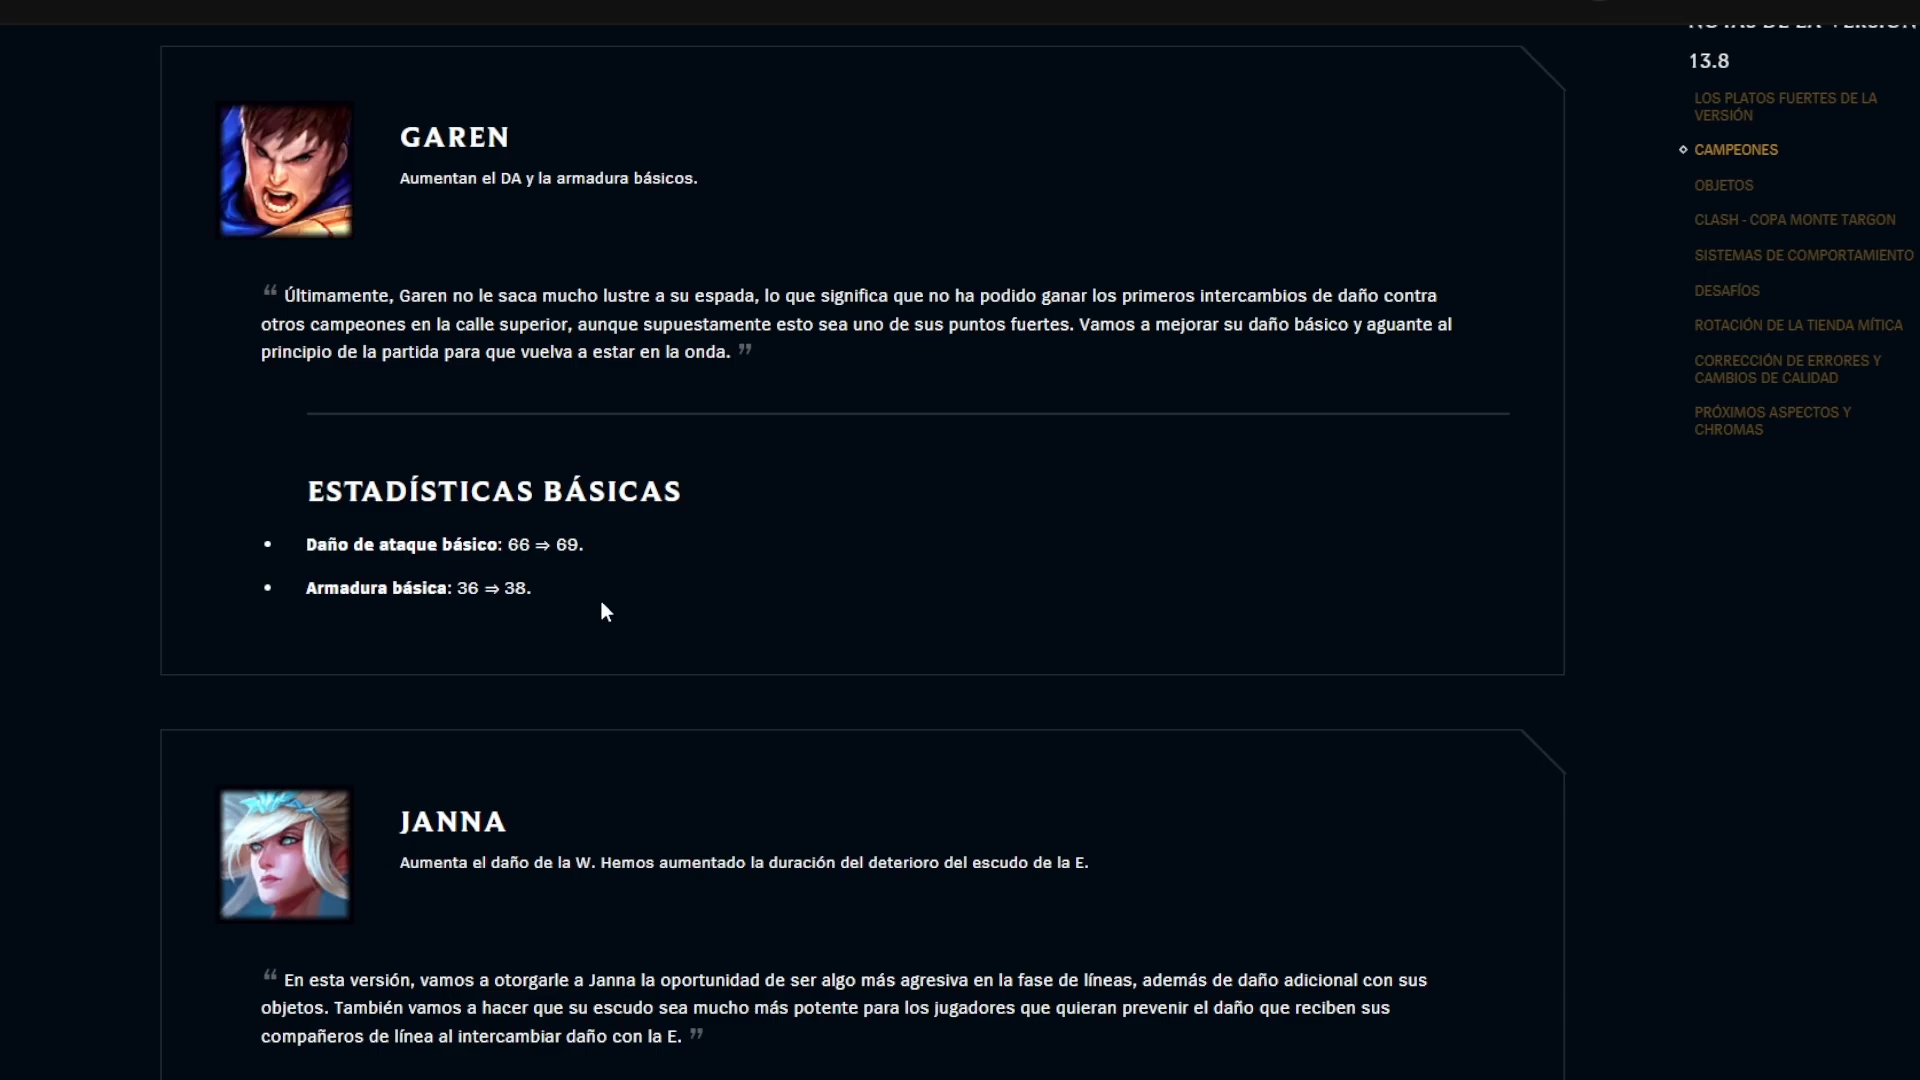 NOTAS DE LA VERSIÓN
13.8
LOS PLATOS FUERTES DE LA
VERSIÓN
CAMPEONES
OBJETOS
CLASH - COPA MONTE TARGON
SISTEMAS DE COMPORTAMIENTO
DESAFÍOS
ROTACIÓN DE LA TIENDA MÍTICA
CORRECCIÓN DE ERRORES Y
CAMBIOS DE CALIDAD
PRÓXIMOS ASPECTOS Y
CHROMAS
GAREN
Aumentan el DA y la armadura básicos.
“ Últimamente, Garen no le saca mucho lustre a su espada, lo que significa que no ha podido ganar los primeros intercambios de daño contra
otros campeones en la calle superior, aunque supuestamente esto sea uno de sus puntos fuertes. Vamos a mejorar su daño básico y aguante al
principio de la partida para que vuelva a estar en la onda. ”
ESTADÍSTICAS BÁSICAS
• Daño de ataque básico: 66 ⇒ 69.
• Armadura básica: 36 ⇒ 38.
JANNA
Aumenta el daño de la W. Hemos aumentado la duración del deterioro del escudo de la E.
“ En esta versión, vamos a otorgarle a Janna la oportunidad de ser algo más agresiva en la fase de líneas, además de daño adicional con sus
objetos. También vamos a hacer que su escudo sea mucho más potente para los jugadores que quieran prevenir el daño que reciben sus
compañeros de línea al intercambiar daño con la E. ”